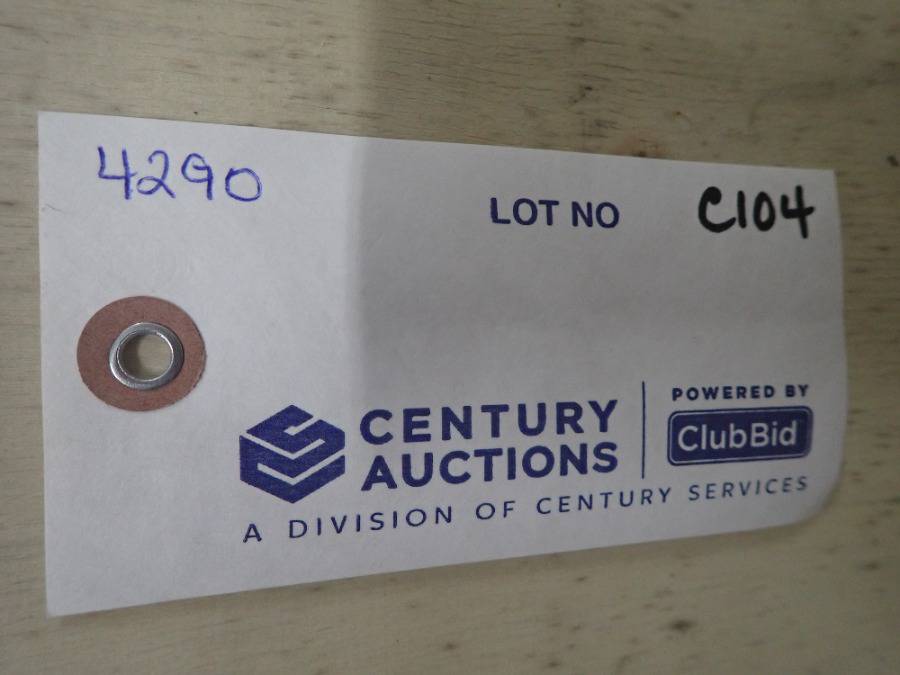 4290
LOT NO C104
CENTURY AUCTIONS
POWERED BY
ClubBid
A DIVISION OF CENTURY SERVICES